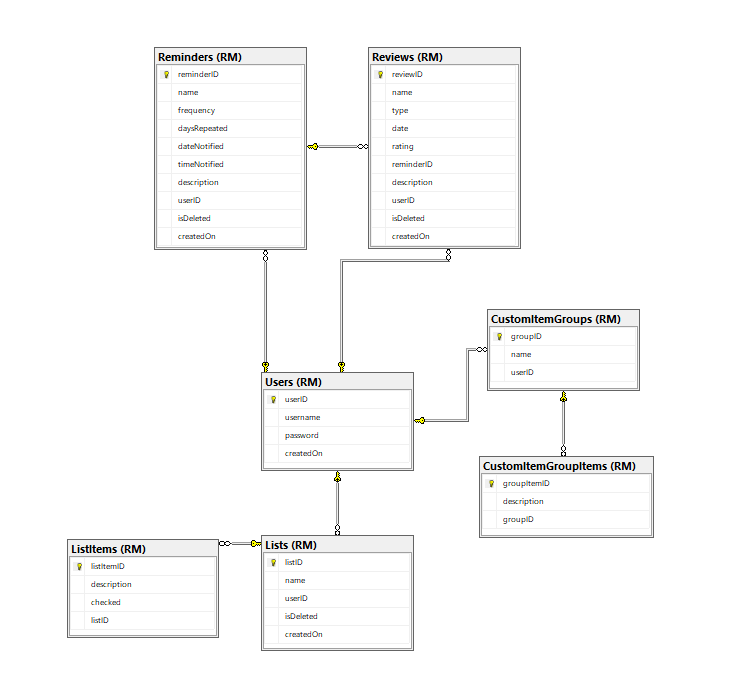 Reminders (RM)
reminderID
name
frequency
daysRepeated
dateNotified
timeNotified
description
userID
isDeleted
createdOn
Reviews (RM)
reviewID
name
type
date
rating
reminderID
description
userID
isDeleted
createdOn
CustomItemGroups (RM)
groupID
name
userID
Users (RM)
userID
username
password
createdOn
CustomItemGroupItems (RM)
groupItemID
description
groupID
ListItems (RM)
listItemID
description
checked
listID
Lists (RM)
listID
name
userID
isDeleted
createdOn